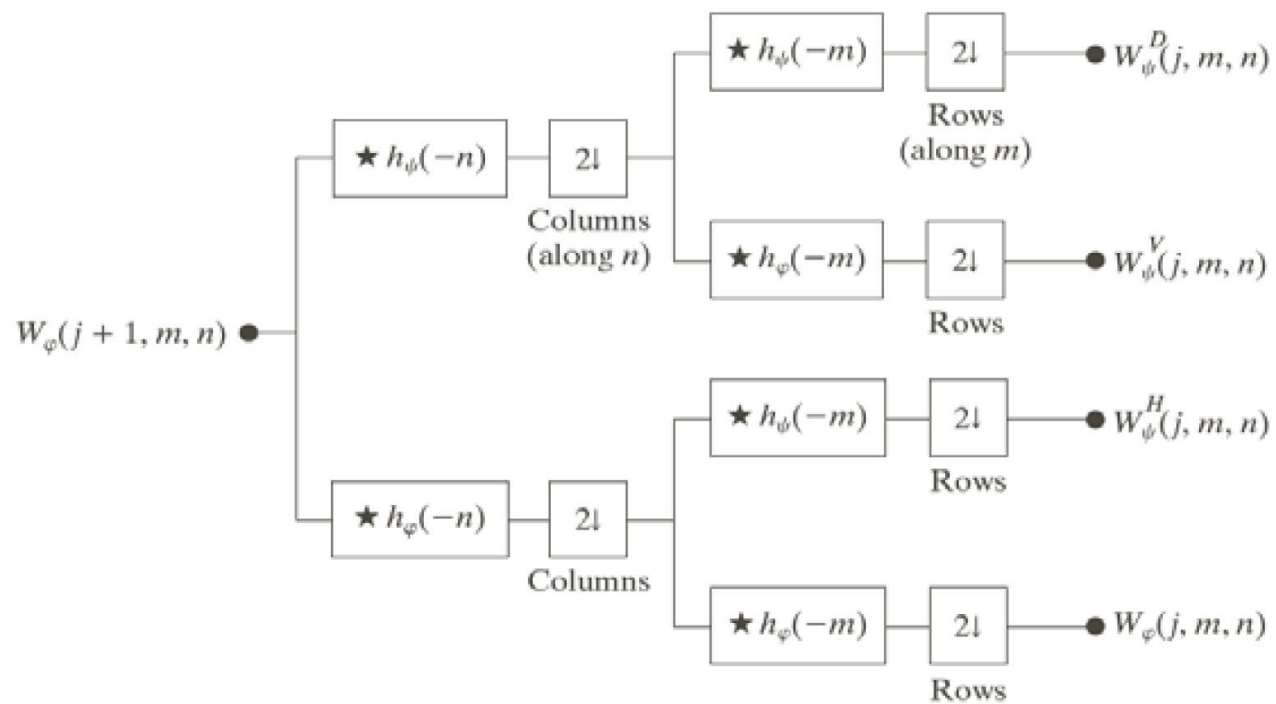 ★ h_ψ(−m)
2↓
W_ψ^D(j, m, n)
Rows
(along m)
★ h_ψ(−n)
2↓
Columns
(along n)
★ h_φ(−m)
2↓
W_ψ^V(j, m, n)
Rows
W_φ(j + 1, m, n)
★ h_ψ(−m)
2↓
W_ψ^H(j, m, n)
Rows
★ h_φ(−n)
2↓
Columns
★ h_φ(−m)
2↓
W_φ(j, m, n)
Rows